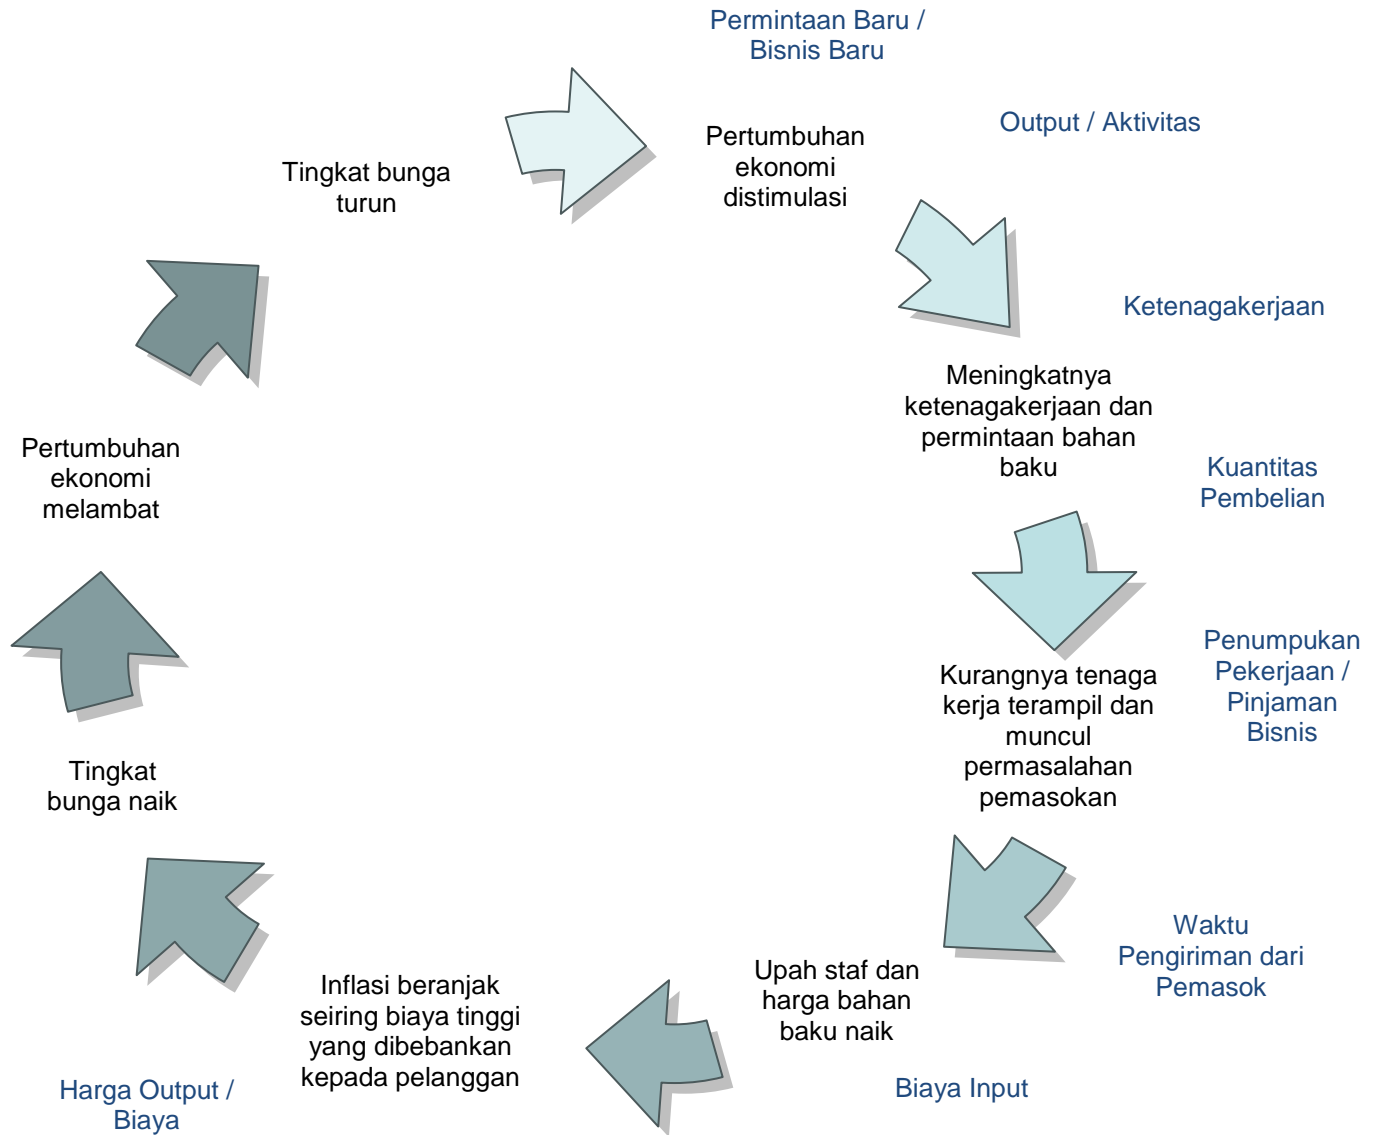 Permintaan Baru /
Bisnis Baru
Pertumbuhan
ekonomi
distimulasi
Output / Aktivitas
Ketenagakerjaan
Meningkatnya
ketenagakerjaan dan
permintaan bahan
baku
Kuantitas
Pembelian
Penumpukan
Pekerjaan /
Pinjaman
Bisnis
Kurangnya tenaga
kerja terampil dan
muncul
permasalahan
pemasokan
Waktu
Pengiriman dari
Pemasok
Upah staf dan
harga bahan
baku naik
Biaya Input
Inflasi beranjak
seiring biaya tinggi
yang dibebankan
kepada pelanggan
Harga Output /
Biaya
Tingkat
bunga naik
Pertumbuhan
ekonomi
melambat
Tingkat bunga
turun